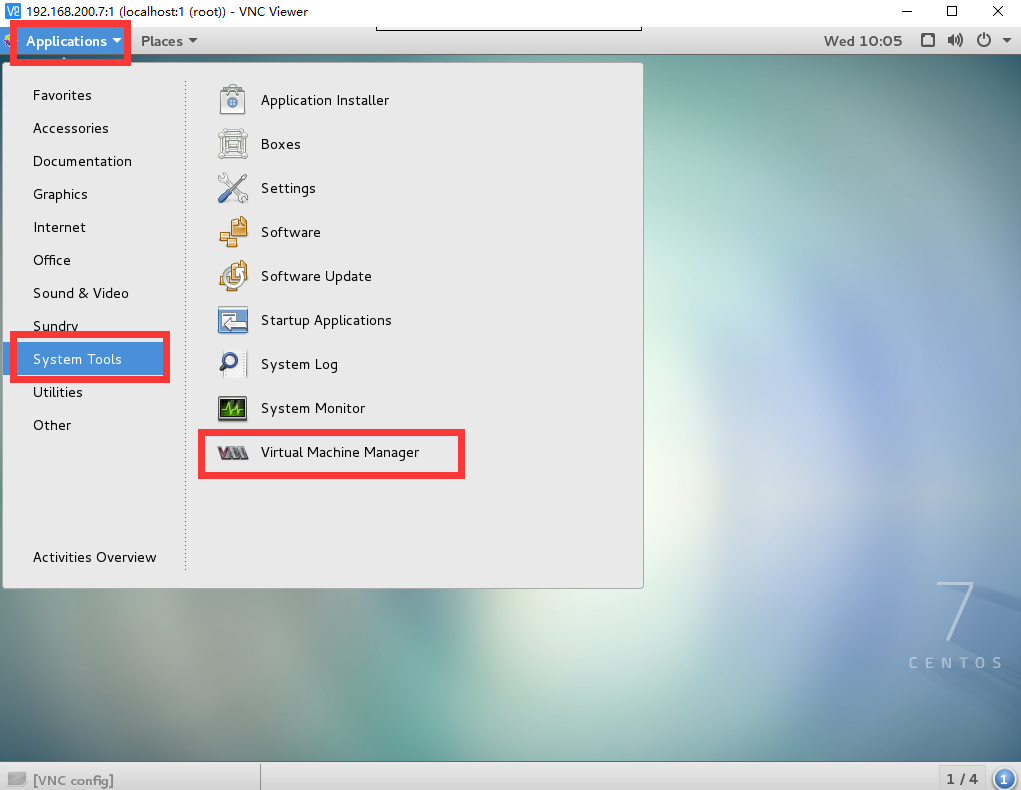 192.168.200.7:1 (localhost:1 (root)) - VNC Viewer
Applications Places Wed 10:05
Favorites
Accessories
Documentation
Graphics
Internet
Office
Sound & Video
Sundry
System Tools
Utilities
Other
Activities Overview
Application Installer
Boxes
Settings
Software
Software Update
Startup Applications
System Log
System Monitor
Virtual Machine Manager
7
CENTOS
[VNC config]
1 / 4
1